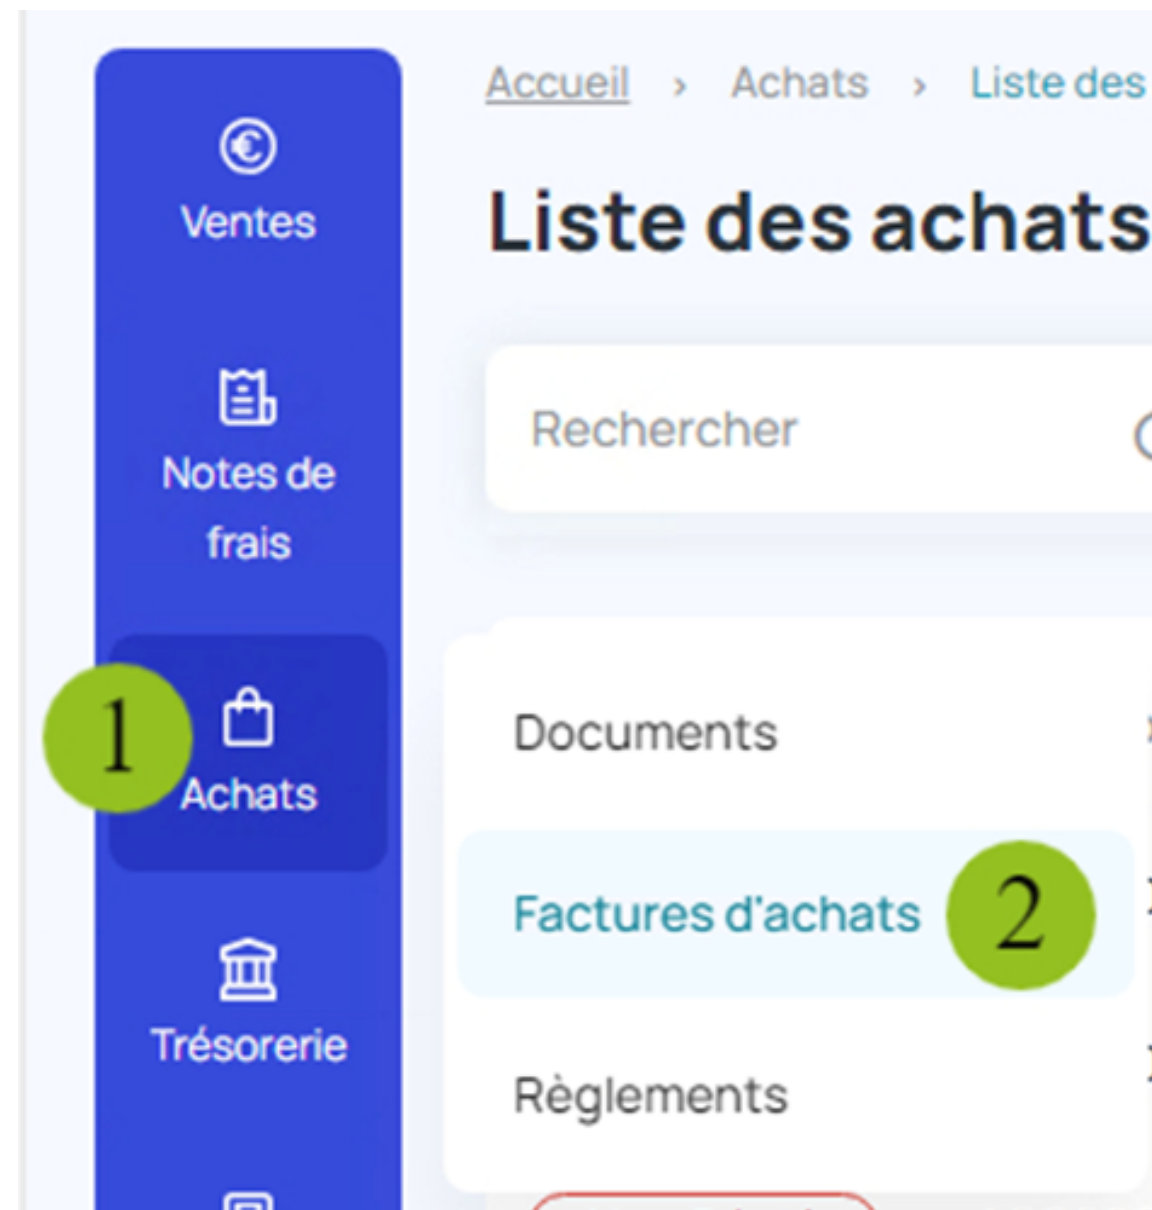 Accueil > Achats > Liste des
Liste des achats
Rechercher
Ventes
Notes de
frais
1
Achats
Trésorerie
Documents
Factures d'achats 2
Règlements